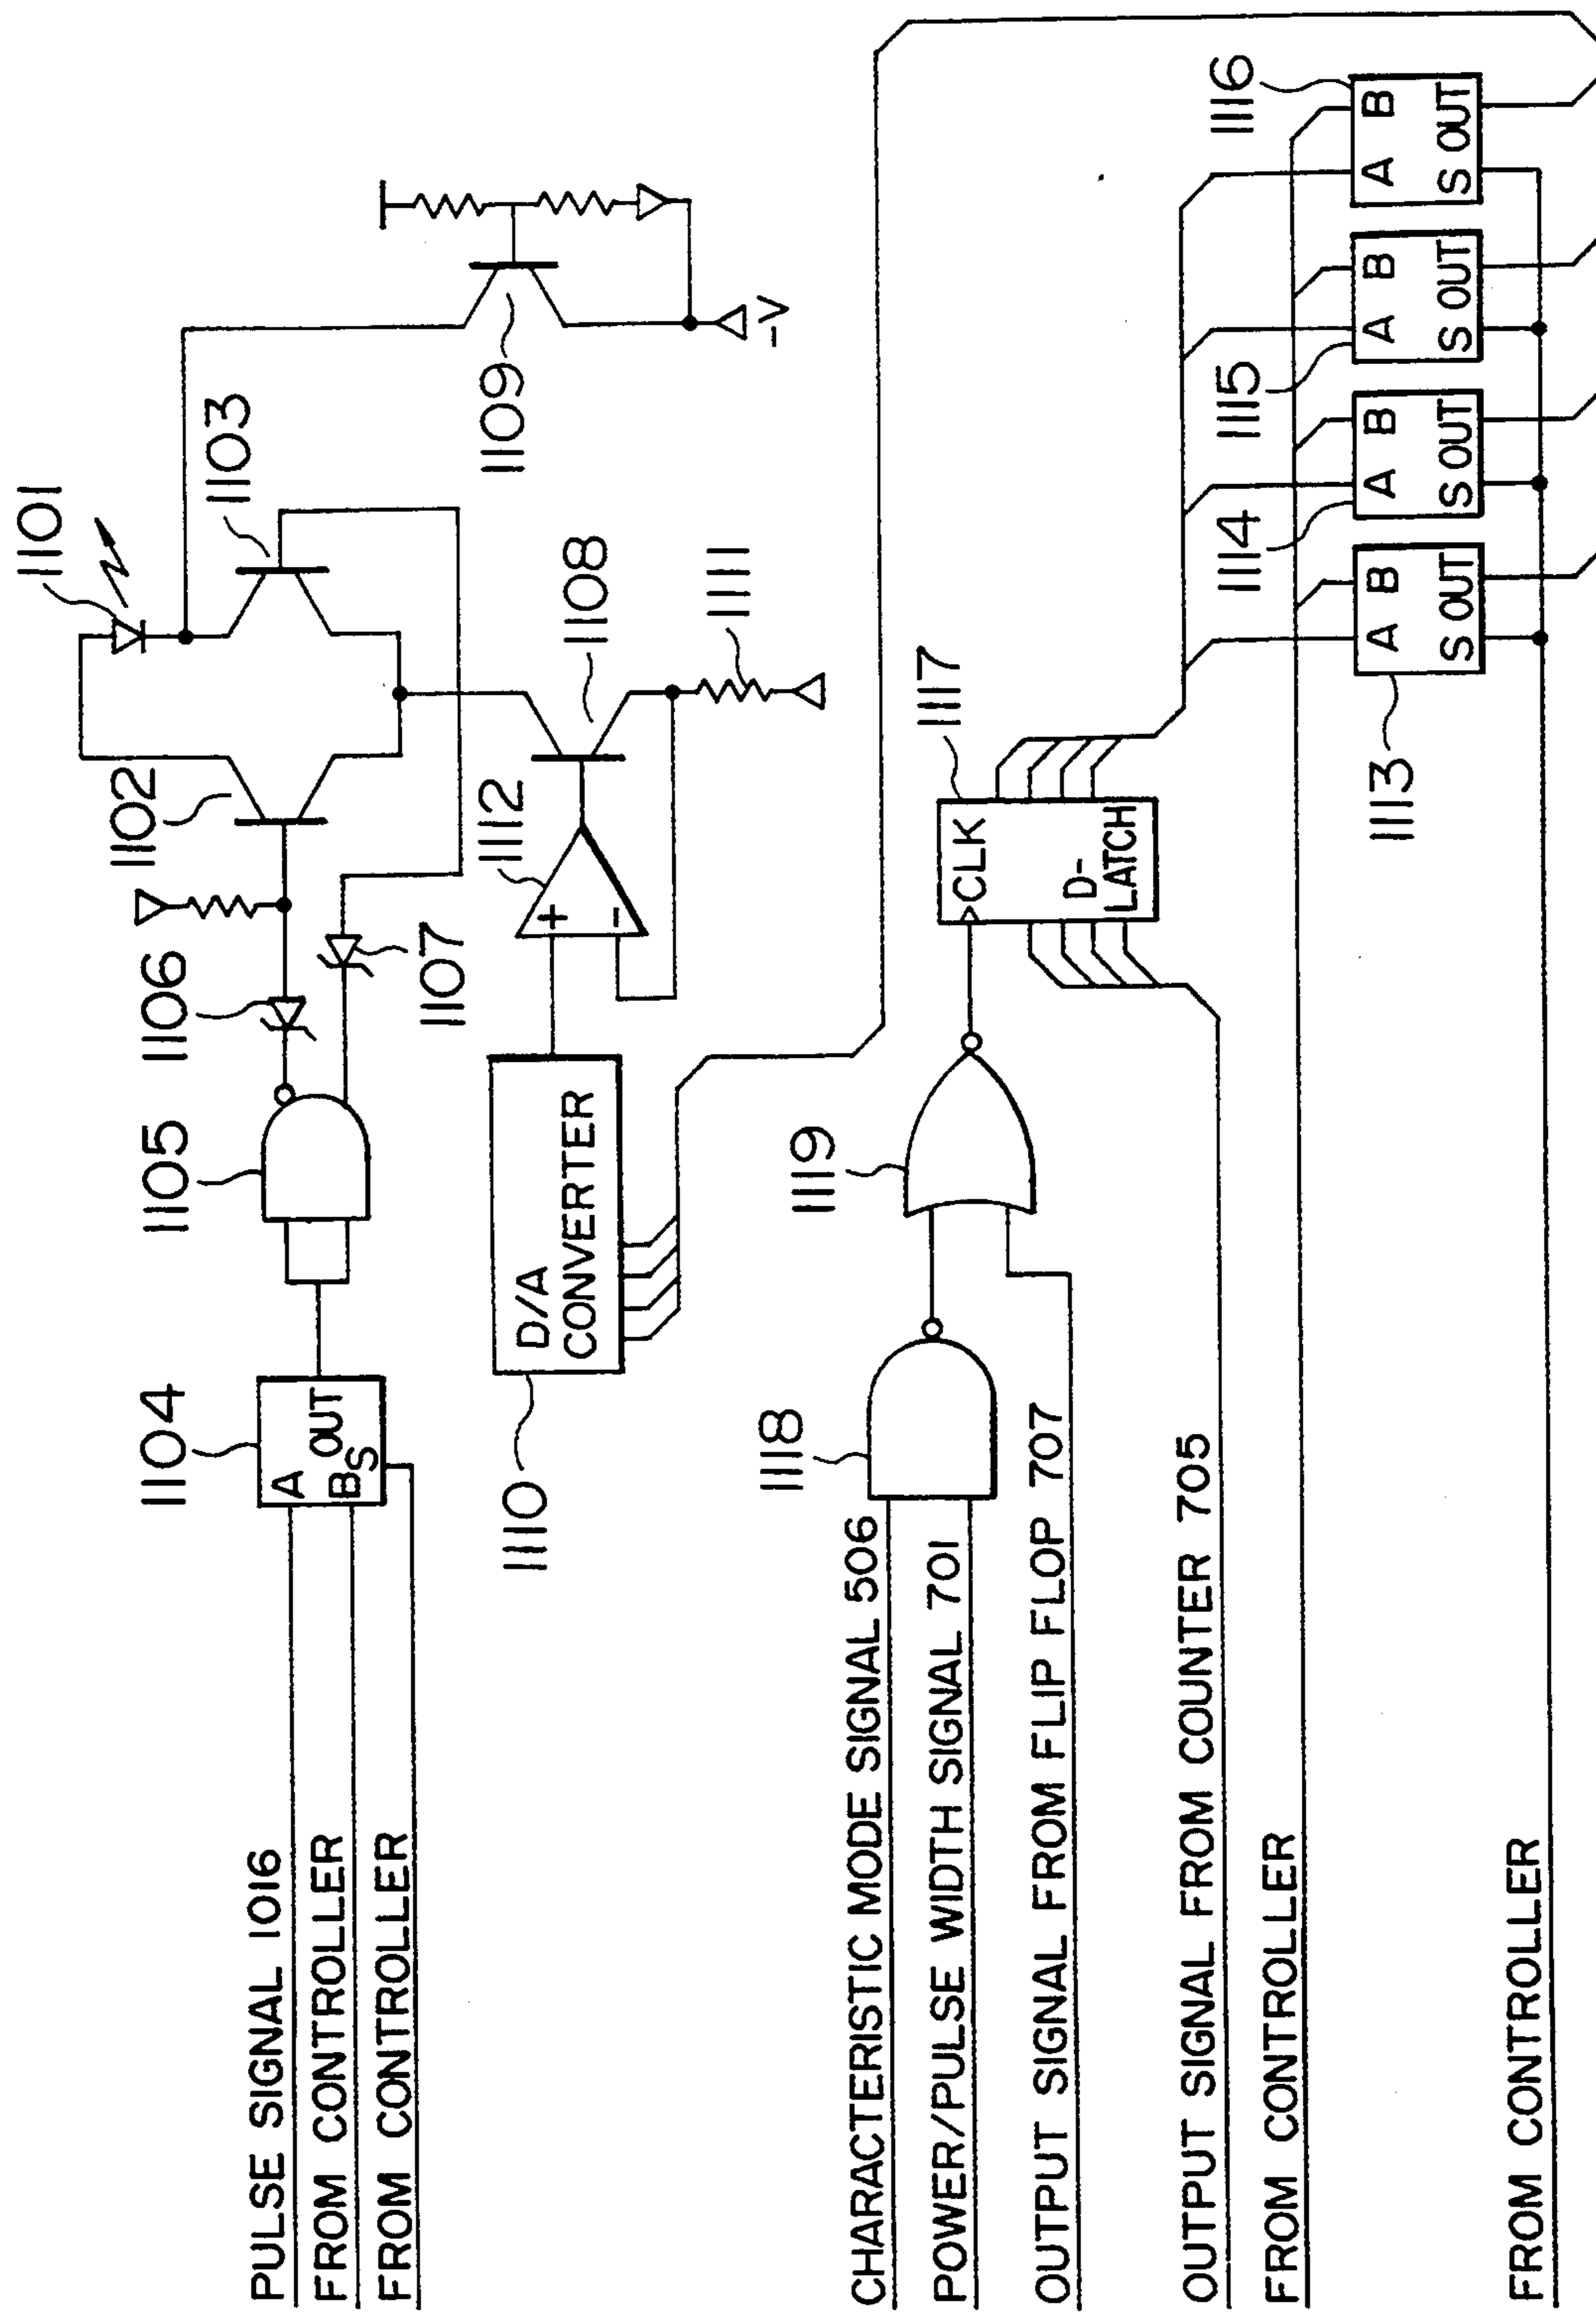 1101
1102
1103
1104
A
B
S
OUT
1105
1106
1107
1108
1109
-V
1110
D/A
CONVERTER
1111
1112
+
-
PULSE SIGNAL 1016
FROM CONTROLLER
FROM CONTROLLER
CHARACTERISTIC MODE SIGNAL 506
POWER/PULSE WIDTH SIGNAL 701
OUTPUT SIGNAL FROM FLIP FLOP 707
OUTPUT SIGNAL FROM COUNTER 705
FROM CONTROLLER
FROM CONTROLLER
1118
1119
1117
CLK
D-
LATCH
1113
A B
S OUT
1114
A B
S OUT
1115
A B
S OUT
1116
A B
S OUT